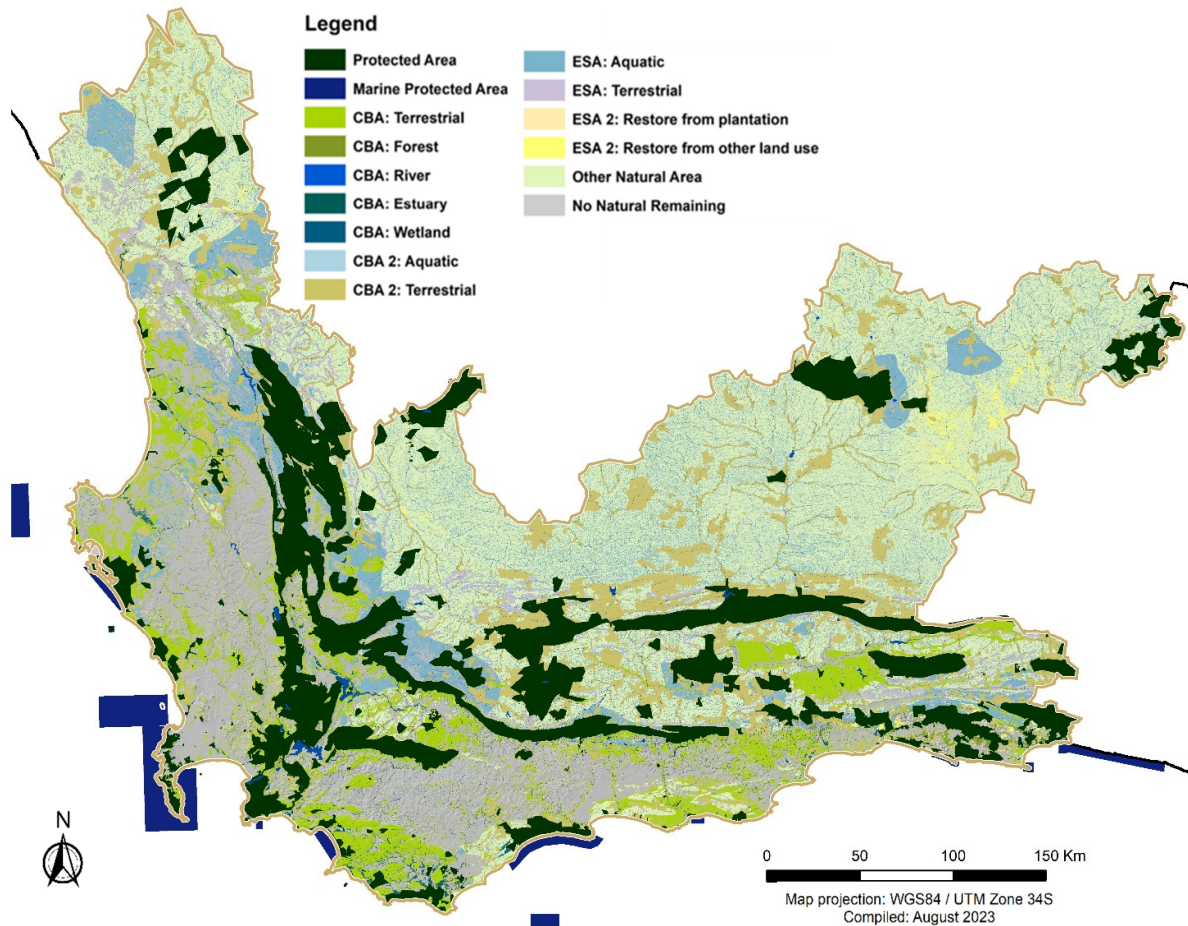 Legend
Protected Area
Marine Protected Area
CBA: Terrestrial
CBA: Forest
CBA: River
CBA: Estuary
CBA: Wetland
CBA 2: Aquatic
CBA 2: Terrestrial
ESA: Aquatic
ESA: Terrestrial
ESA 2: Restore from plantation
ESA 2: Restore from other land use
Other Natural Area
No Natural Remaining
N
0 50 100 150 Km
Map projection: WGS84 / UTM Zone 34S
Compiled: August 2023